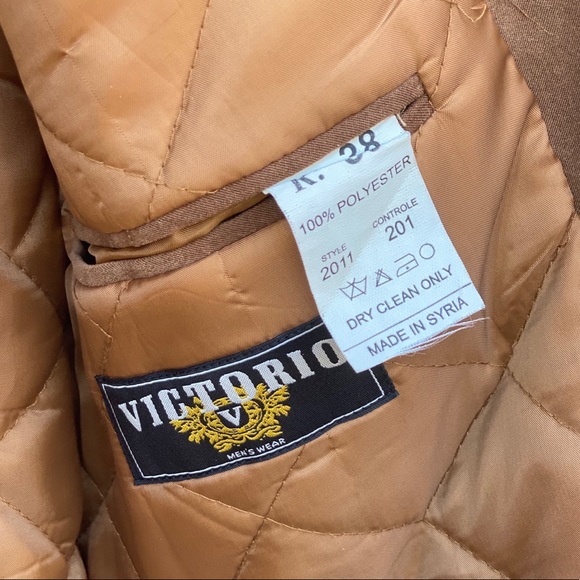 R. 38
100% POLYESTER
STYLE
2011
CONTROLE
201
DRY CLEAN ONLY
MADE IN SYRIA
VICTORIO
V
MEN'S WEAR